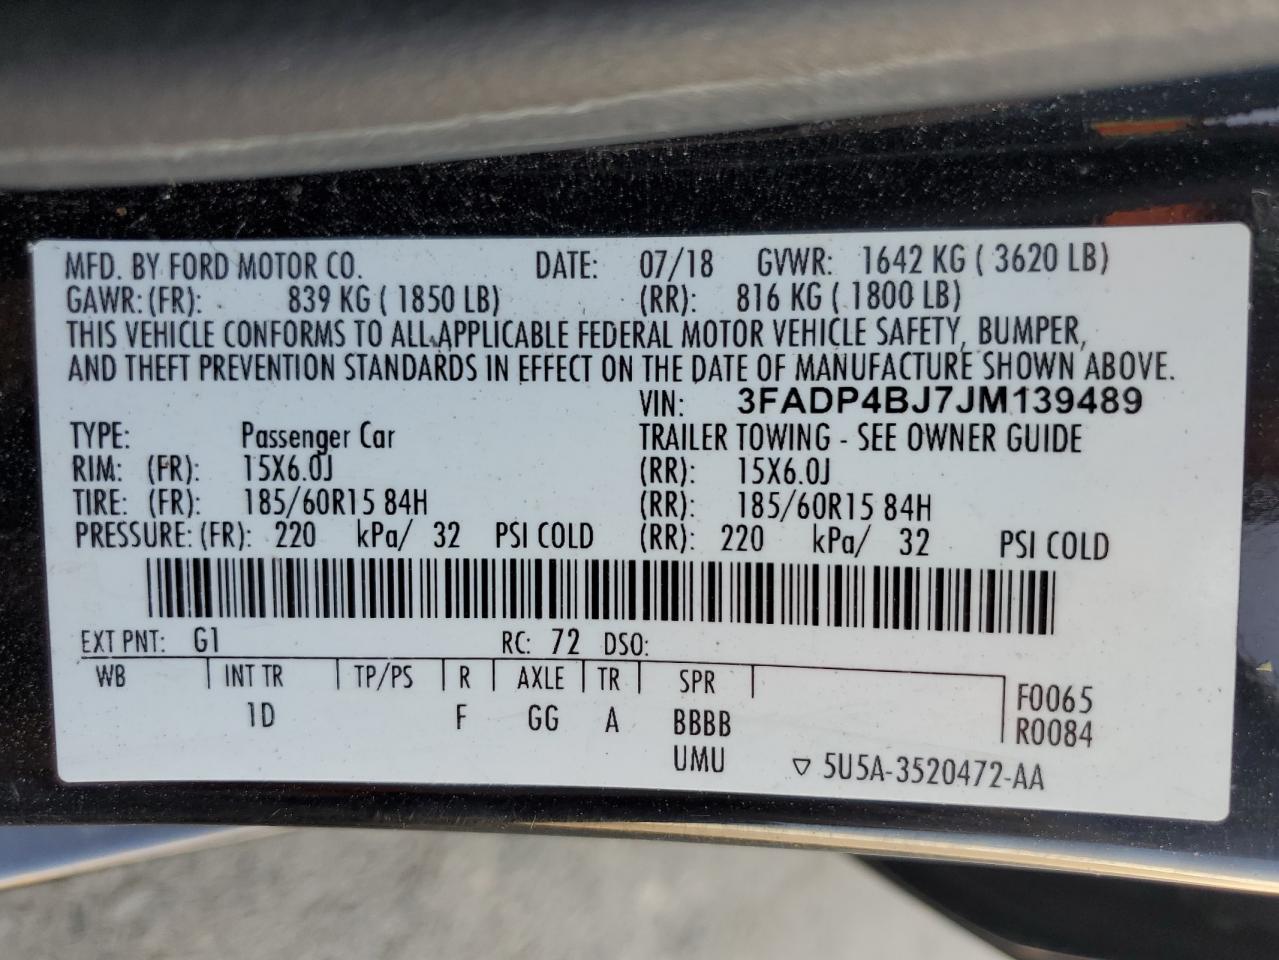 MFD. BY FORD MOTOR CO. DATE: 07/18 GVWR: 1642 KG ( 3620 LB)
GAWR: (FR): 839 KG ( 1850 LB) (RR): 816 KG ( 1800 LB)
THIS VEHICLE CONFORMS TO ALL APPLICABLE FEDERAL MOTOR VEHICLE SAFETY, BUMPER,
AND THEFT PREVENTION STANDARDS IN EFFECT ON THE DATE OF MANUFACTURE SHOWN ABOVE.
VIN: 3FADP4BJ7JM139489
TYPE: Passenger Car TRAILER TOWING - SEE OWNER GUIDE
RIM: (FR): 15X6.0J (RR): 15X6.0J
TIRE: (FR): 185/60R15 84H (RR): 185/60R15 84H
PRESSURE: (FR): 220 kPa/ 32 PSI COLD (RR): 220 kPa/ 32 PSI COLD
EXT PNT: G1 RC: 72 DSO:
WB INT TR TP/PS R AXLE TR SPR F0065
1D F GG A BBBB R0084
UMU ▽ 5U5A-3520472-AA